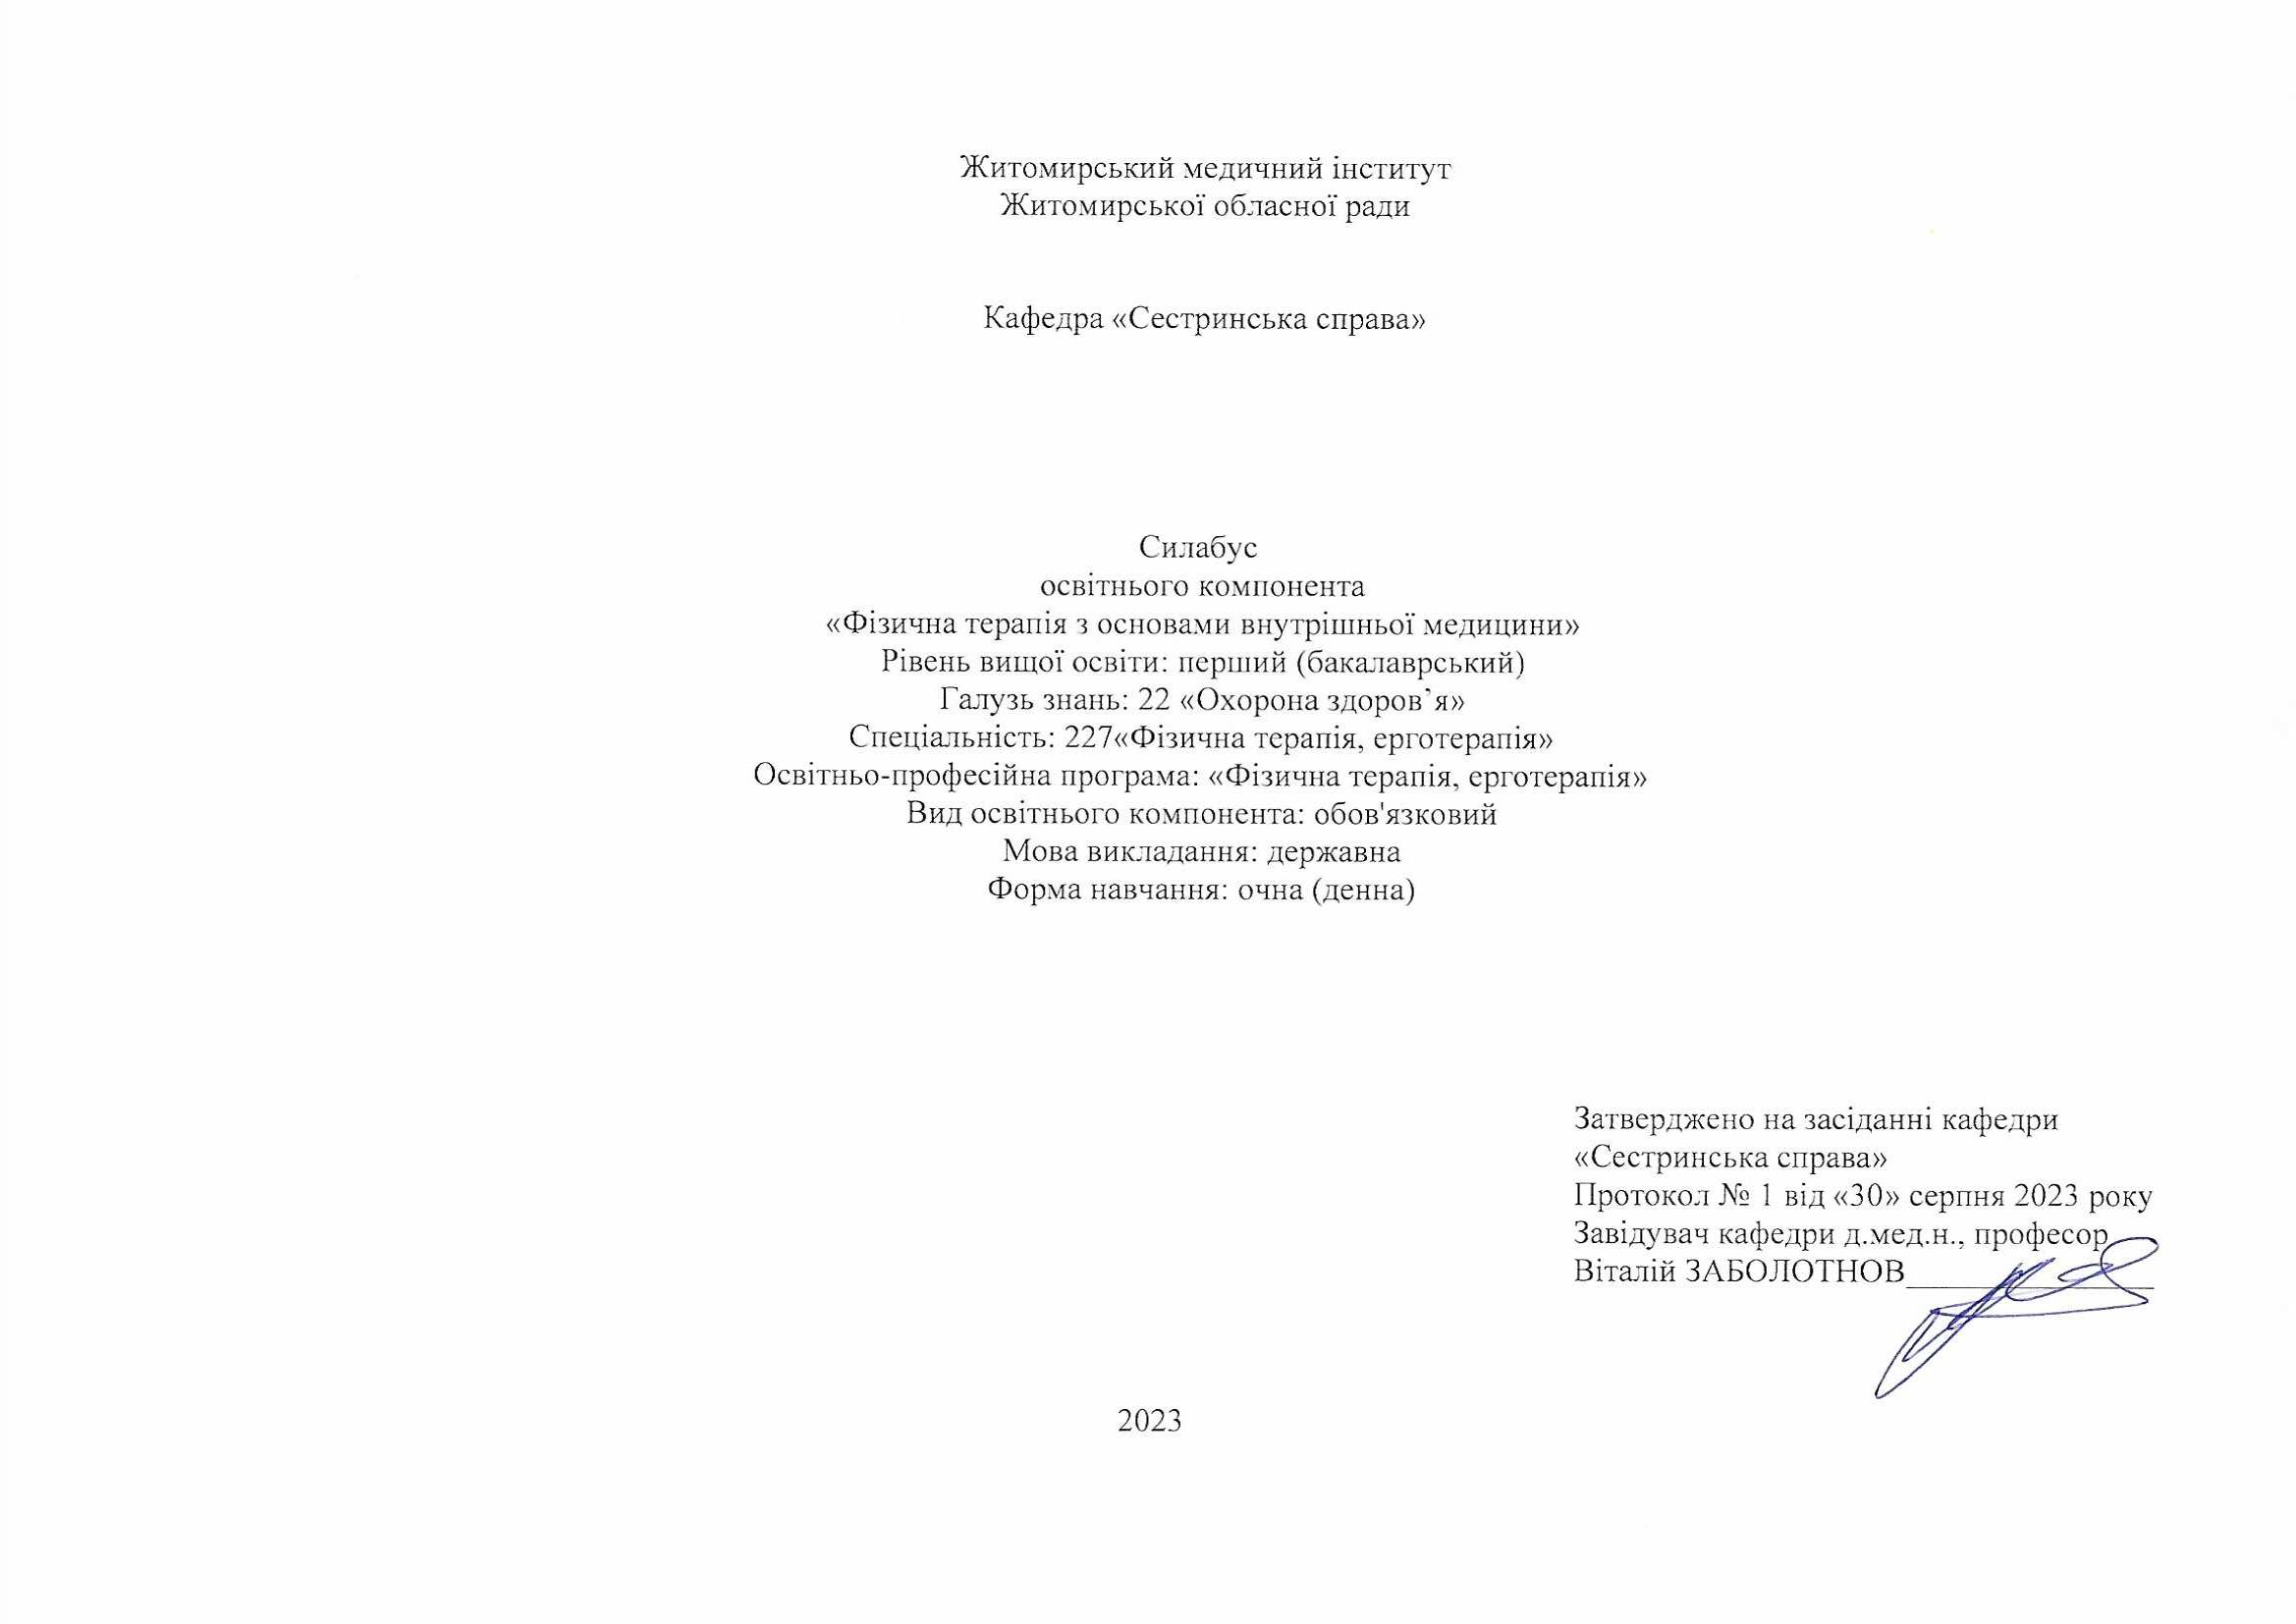 Житомирський медичний інститут
Житомирської обласної ради
Кафедра «Сестринська справа»
Силабус
освітнього компонента
«Фізична терапія з основами внутрішньої медицини»
Рівень вищої освіти: перший (бакалаврський)
Галузь знань: 22 «Охорона здоров`я»
Спеціальність: 227«Фізична терапія, ерготерапія»
Освітньо-професійна програма: «Фізична терапія, ерготерапія»
Вид освітнього компонента: обов'язковий
Мова викладання: державна
Форма навчання: очна (денна)
Затверджено на засіданні кафедри
«Сестринська справа»
Протокол № 1 від «30» серпня 2023 року
Завідувач кафедри д.мед.н., професор
Віталій ЗАБОЛОТНОВ
2023